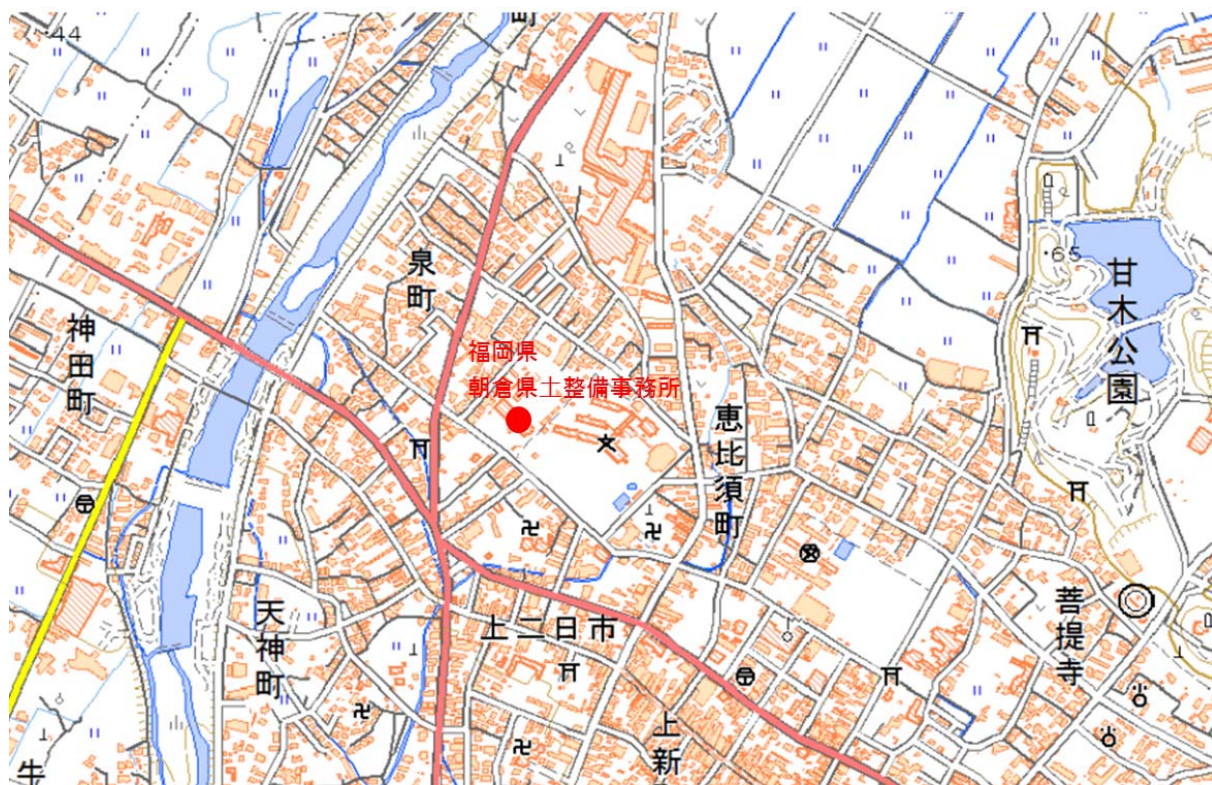 町
・44
泉町
神田町
福岡県
朝倉県土整備事務所
・65
甘木公園
恵比須町
天神町
上二日市
菩提寺
上新
牛